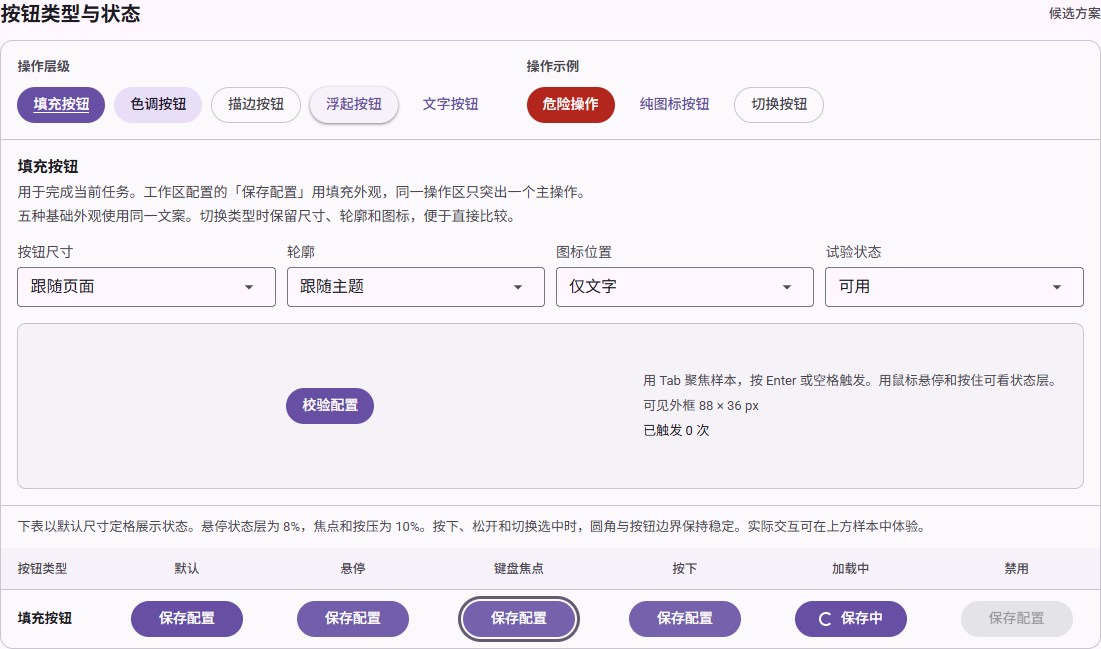 按钮类型与状态
候选方案
操作层级
操作示例
填充按钮 色调按钮 描边按钮 浮起按钮 文字按钮 危险操作 纯图标按钮 切换按钮
填充按钮
用于完成当前任务。工作区配置的「保存配置」用填充外观，同一操作区只突出一个主操作。
五种基础外观使用同一文案。切换类型时保留尺寸、轮廓和图标，便于直接比较。
按钮尺寸 轮廓 图标位置 试验状态
跟随页面 跟随主题 仅文字 可用
用 Tab 聚焦样本，按 Enter 或空格触发。用鼠标悬停和按住可看状态层。
校验配置
可见外框 88 × 36 px
已触发 0 次
下表以默认尺寸定格展示状态。悬停状态层为 8%，焦点和按压为 10%。按下、松开和切换选中时，圆角与按钮边界保持稳定。实际交互可在上方样本中体验。
按钮类型 默认 悬停 键盘焦点 按下 加载中 禁用
填充按钮 保存配置 保存配置 保存配置 保存配置 保存中 保存配置